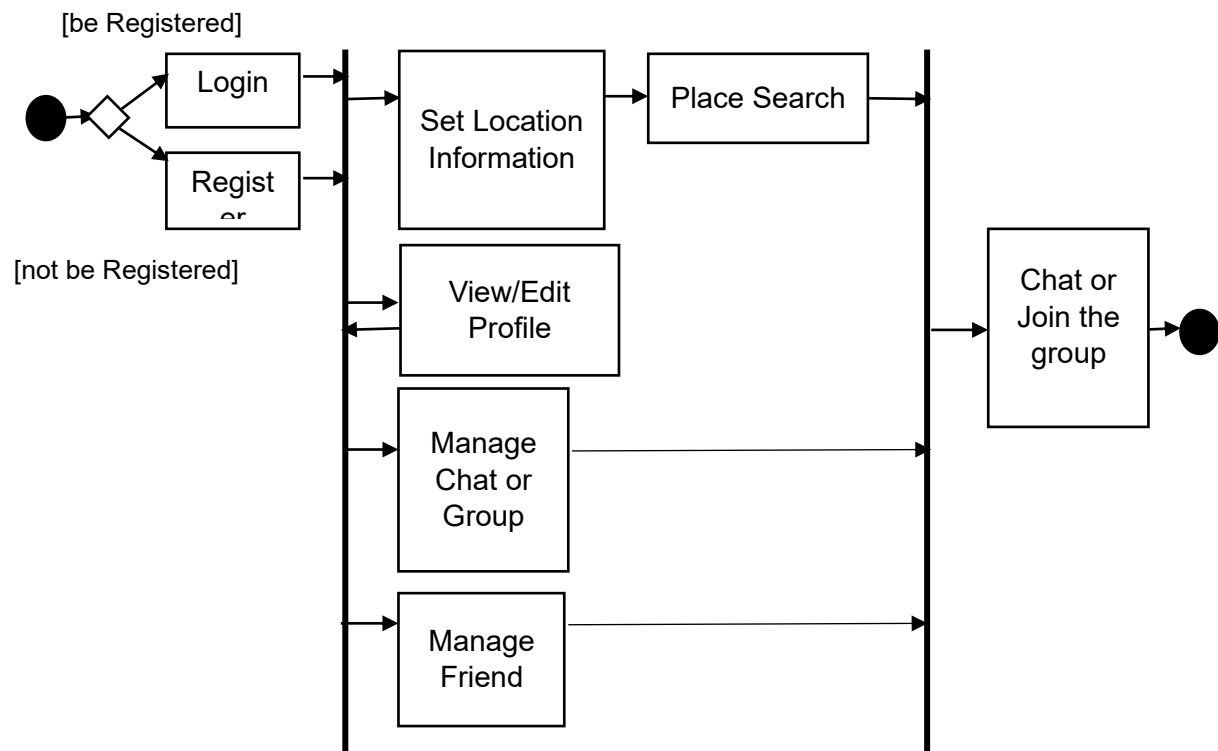 [be Registered]
Login
Regist
er
[not be Registered]
Set Location
Information
Place Search
View/Edit
Profile
Manage
Chat or
Group
Manage
Friend
Chat or
Join the
group